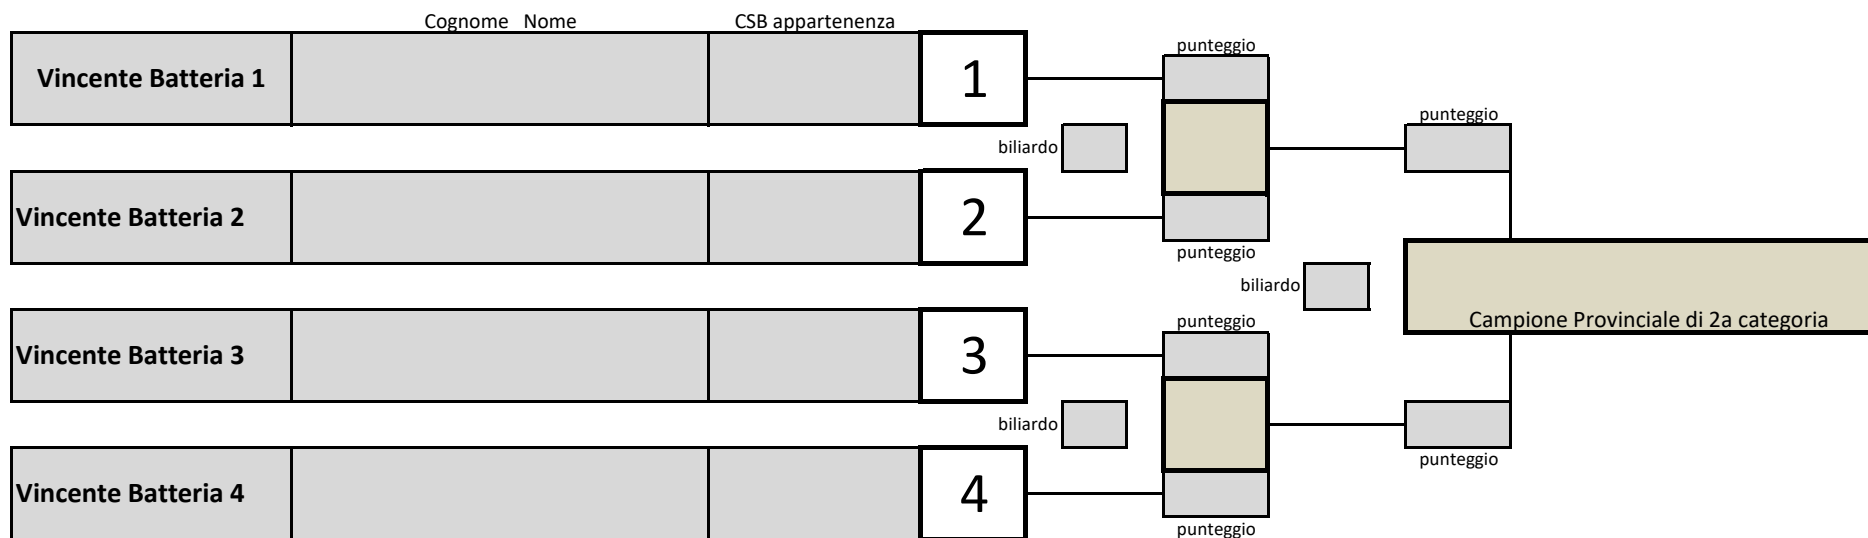 Cognome Nome CSB appartenenza
punteggio
Vincente Batteria 1 1
punteggio
biliardo
Vincente Batteria 2 2
punteggio
biliardo
Campione Provinciale di 2a categoria
punteggio
Vincente Batteria 3 3
biliardo
punteggio
Vincente Batteria 4 4
punteggio